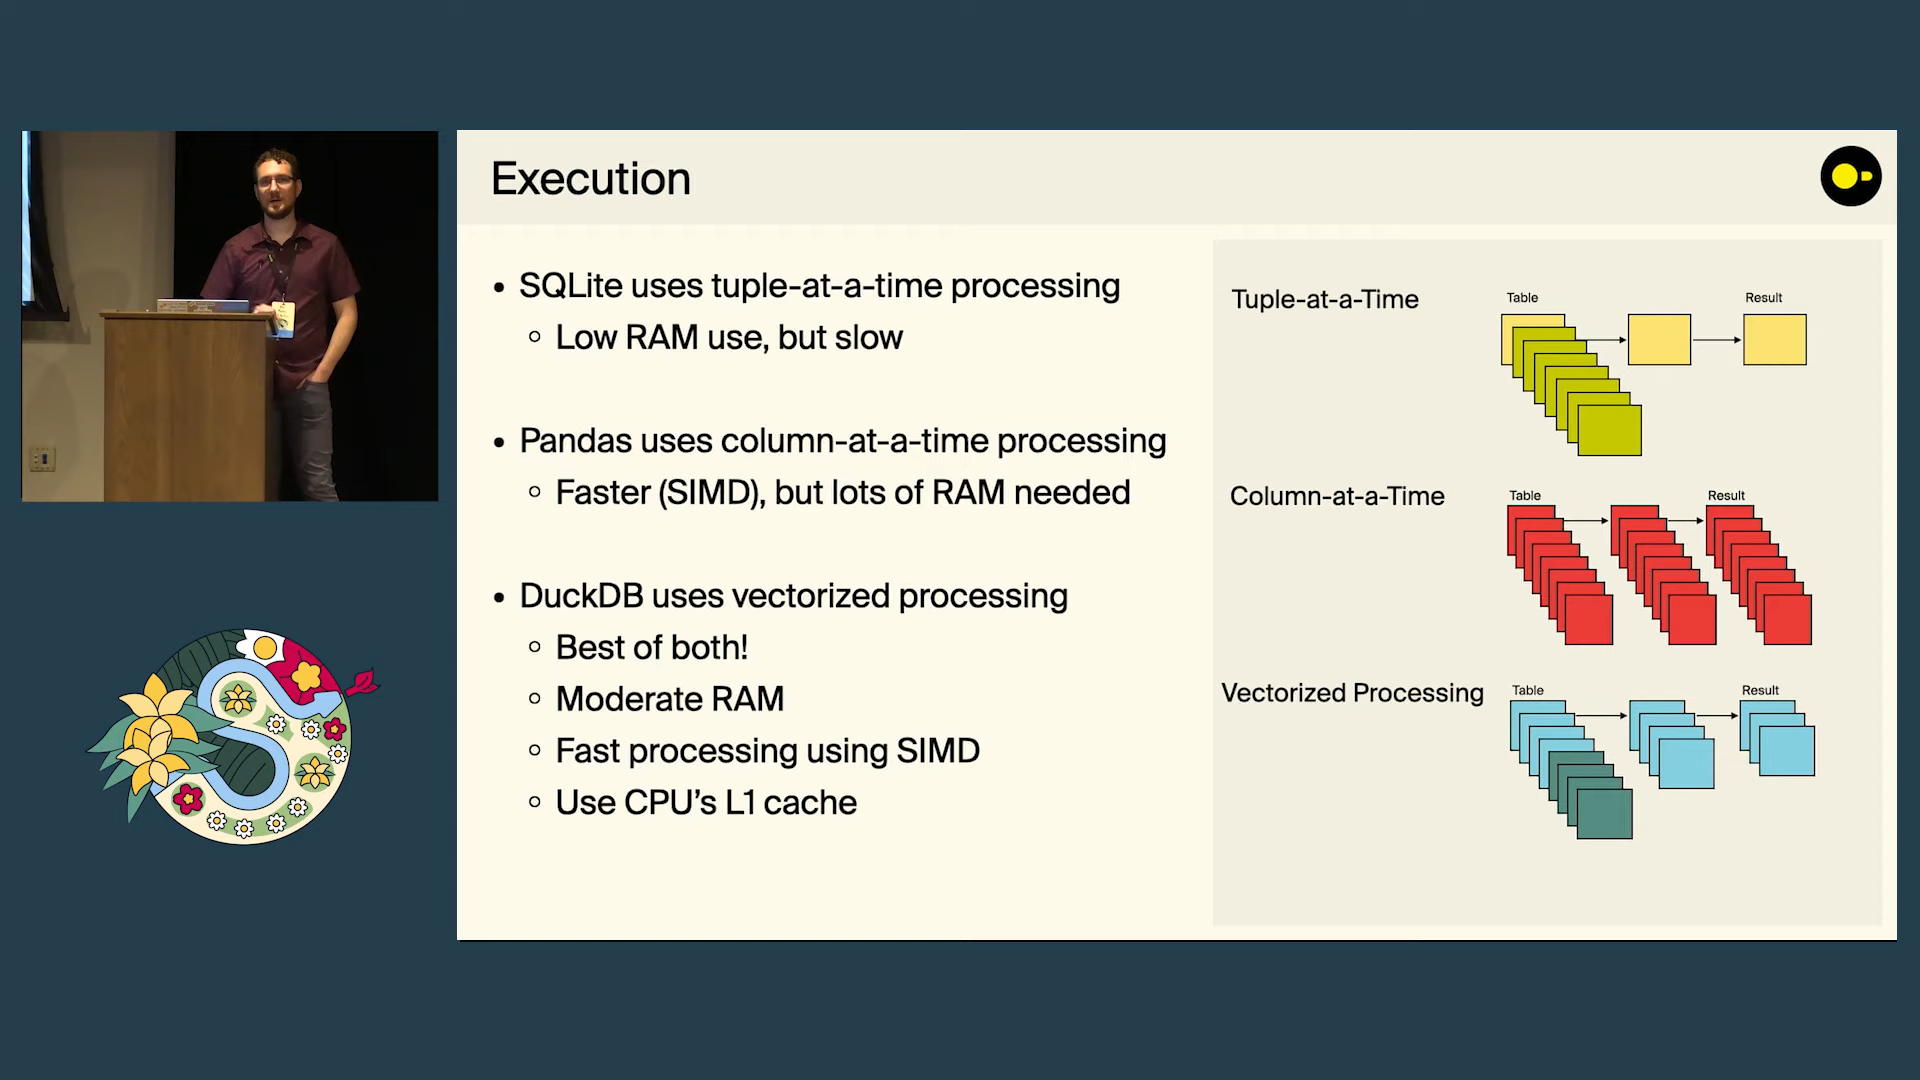 Execution
• SQLite uses tuple-at-a-time processing
○ Low RAM use, but slow
• Pandas uses column-at-a-time processing
○ Faster (SIMD), but lots of RAM needed
• DuckDB uses vectorized processing
○ Best of both!
○ Moderate RAM
○ Fast processing using SIMD
○ Use CPU’s L1 cache
Tuple-at-a-Time
Table
Result
Column-at-a-Time
Table
Result
Vectorized Processing
Table
Result